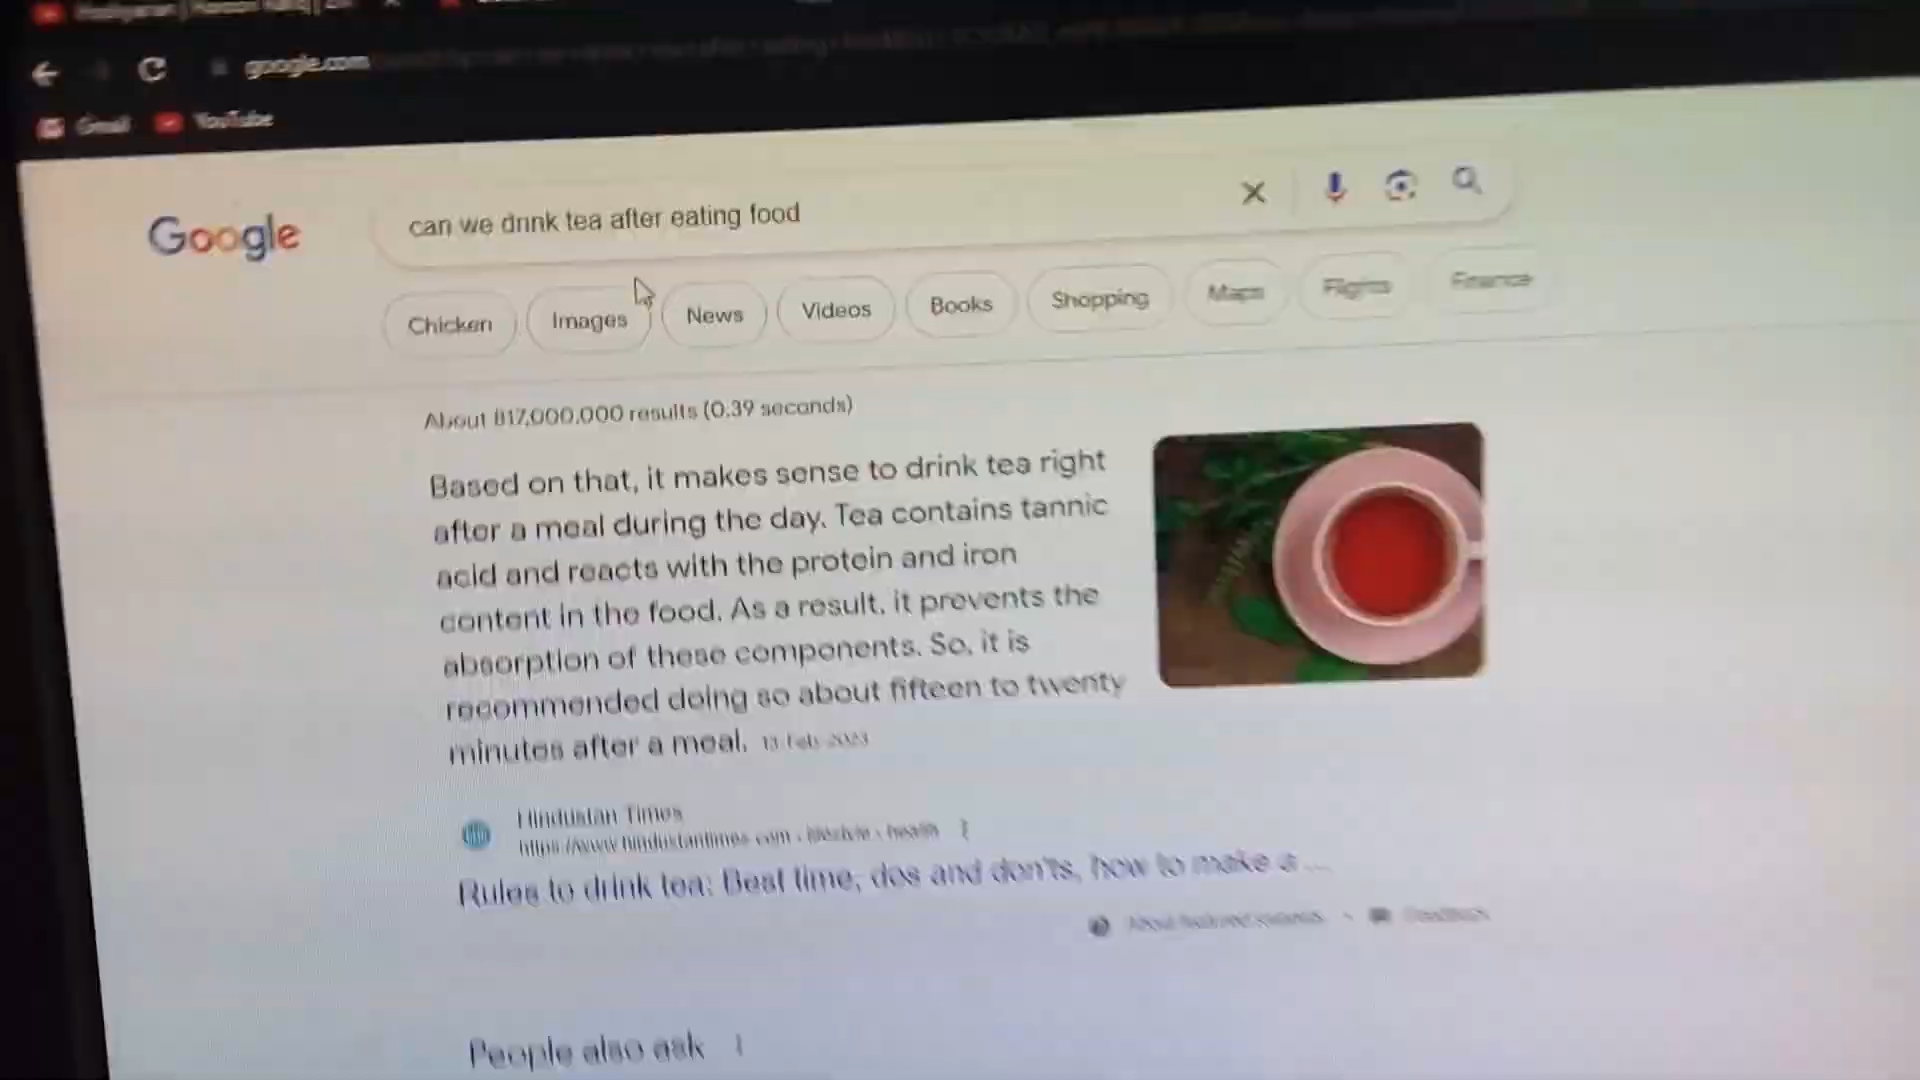 google.com
Gmail YouTube
Google
can we drink tea after eating food
Chicken Images News Videos Books Shopping Maps Flights Finance
About 817,000,000 results (0.39 seconds)
Based on that, it makes sense to drink tea right
after a meal during the day. Tea contains tannic
acid and reacts with the protein and iron
content in the food. As a result, it prevents the
absorption of these components. So, it is
recommended doing so about fifteen to twenty
minutes after a meal. 13 Feb 2023
Hindustan Times
https://www.hindustantimes.com › lifestyle › health
Rules to drink tea: Best time, dos and don'ts, how to make a ...
About featured snippets • Feedback
People also ask